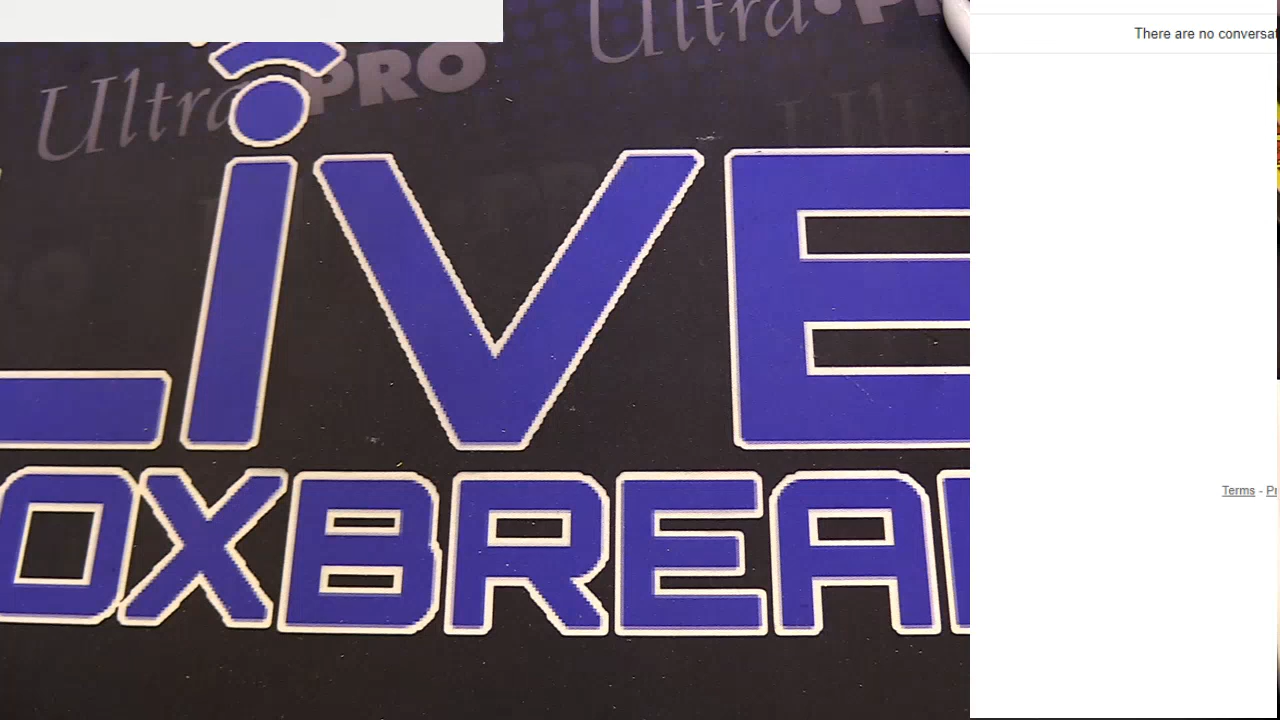 Ultra PRO
Ultra PRO
LiVE
OXBREA
There are no conversat
Terms - Pr